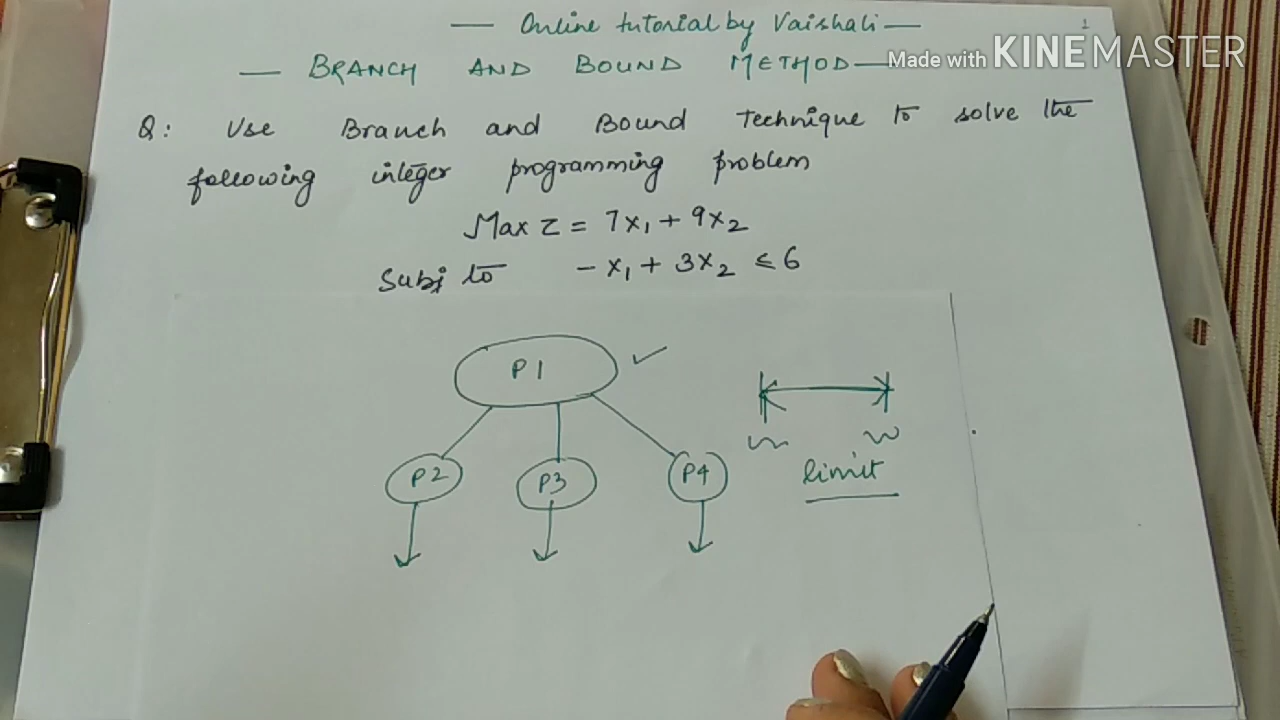 — Online tutorial by Vaishali —
1
— BRANCH AND BOUND METHOD —
Made with KINEMASTER
Q: Use Branch and Bound Technique to solve the
following integer programming problem
Max Z = 7x₁ + 9x₂
Subj to - x₁ + 3x₂ ≤ 6
P1 ✓
P2 P3 P4
limit